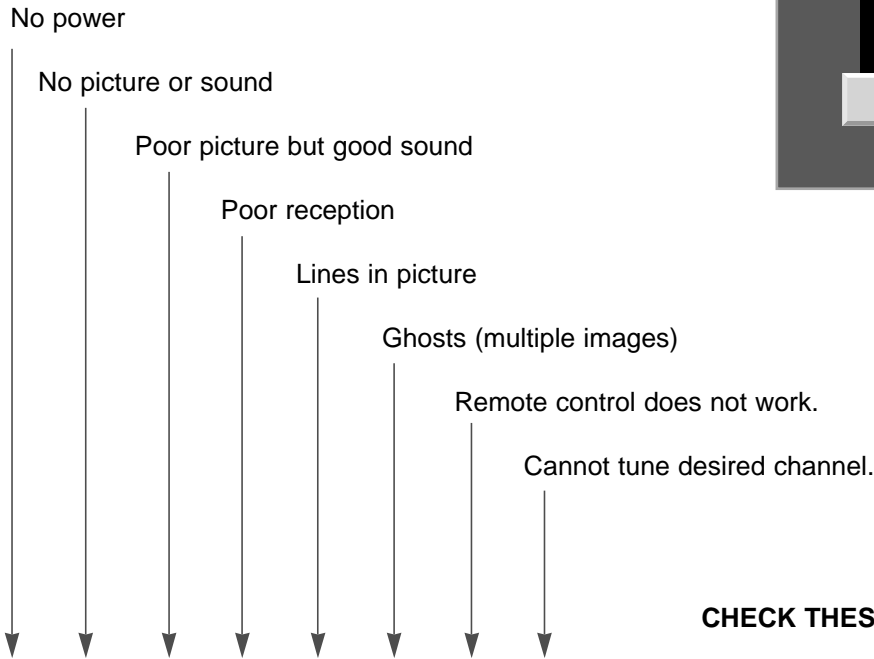 No power
No picture or sound
Poor picture but good sound
Poor reception
Lines in picture
Ghosts (multiple images)
Remote control does not work.
Cannot tune desired channel.
CHECK THES